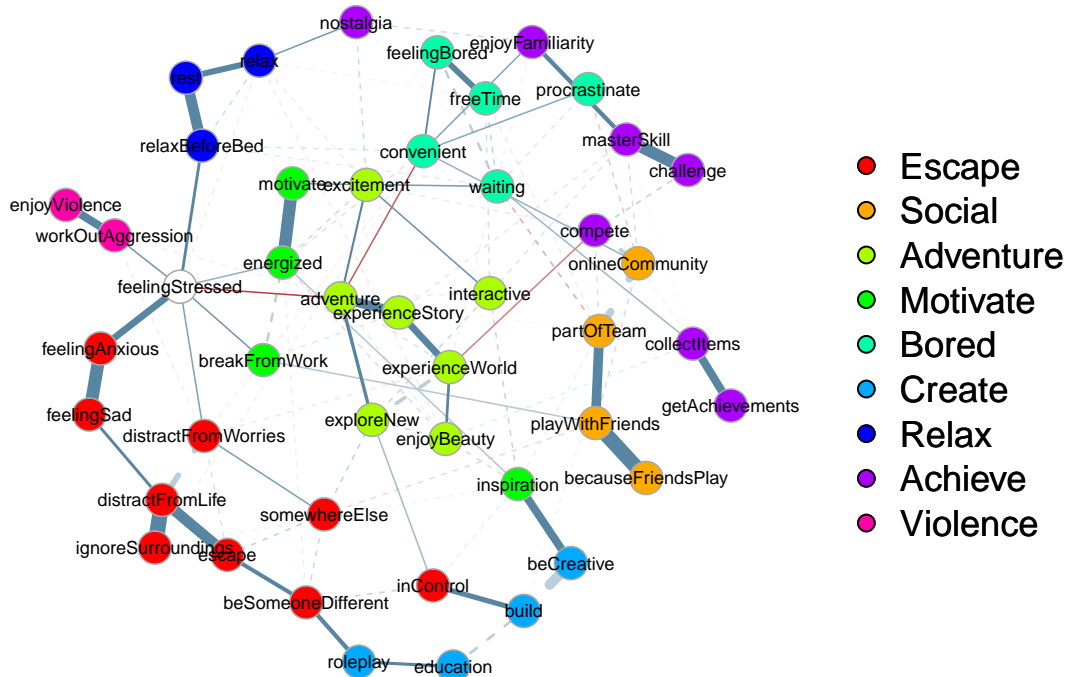 nostalgia
enjoyFamiliarity
feelingBored
relax
rest
freeTime
procrastinate
relaxBeforeBed
convenient
masterSkill
challenge
motivate
excitement
waiting
enjoyViolence
workOutAggression
compete
energized
onlineCommunity
feelingStressed
adventure
interactive
experienceStory
partOfTeam
collectItems
feelingAnxious
breakFromWork
experienceWorld
getAchievements
feelingSad
distractFromWorries
exploreNew
enjoyBeauty
playWithFriends
becauseFriendsPlay
inspiration
distractFromLife
somewhereElse
ignoreSurroundings
escape
beCreative
inControl
beSomeoneDifferent
build
roleplay
education
Escape
Social
Adventure
Motivate
Bored
Create
Relax
Achieve
Violence